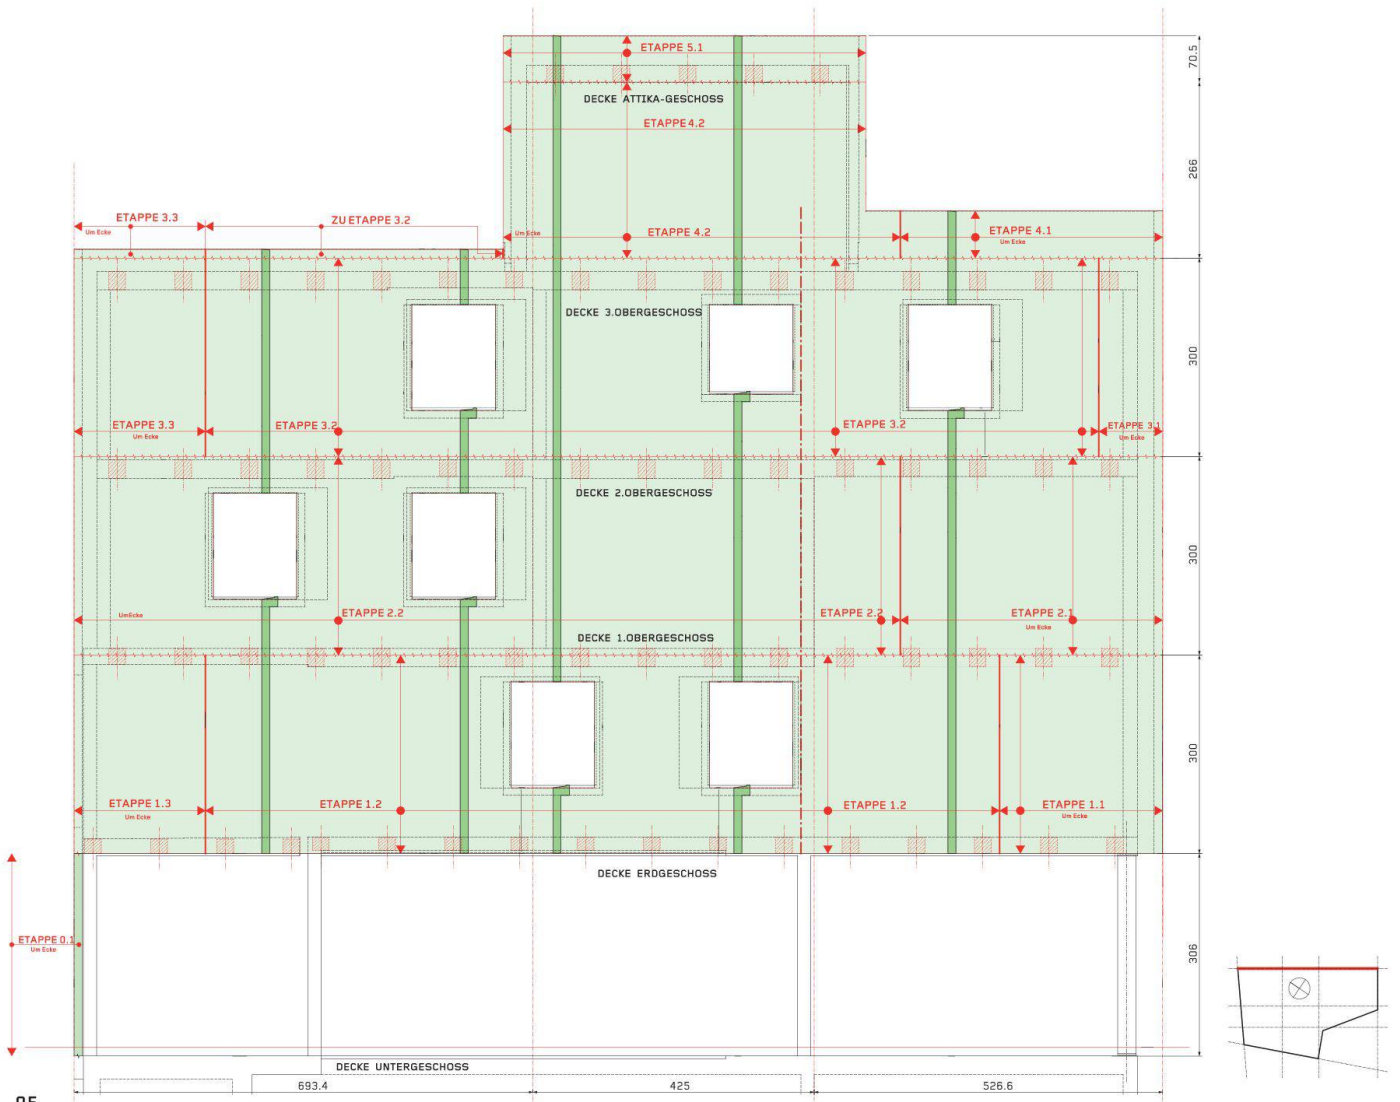 ETAPPE 5.1
70.5
DECKE ATTIKA-GESCHOSS
ETAPPE 4.2
266
ETAPPE 3.3
Um Ecke
ZU ETAPPE 3.2
Um Ecke
ETAPPE 4.2
ETAPPE 4.1
Um Ecke
DECKE 3.OBERGESCHOSS
300
ETAPPE 3.3
Um Ecke
ETAPPE 3.2
ETAPPE 3.2
ETAPPE 3.1
Um Ecke
DECKE 2.OBERGESCHOSS
300
UmEcke
ETAPPE 2.2
ETAPPE 2.2
ETAPPE 2.1
Um Ecke
DECKE 1.OBERGESCHOSS
300
ETAPPE 1.3
Um Ecke
ETAPPE 1.2
ETAPPE 1.2
ETAPPE 1.1
Um Ecke
DECKE ERDGESCHOSS
ETAPPE 0.1
Um Ecke
306
DECKE UNTERGESCHOSS
693.4
425
526.6